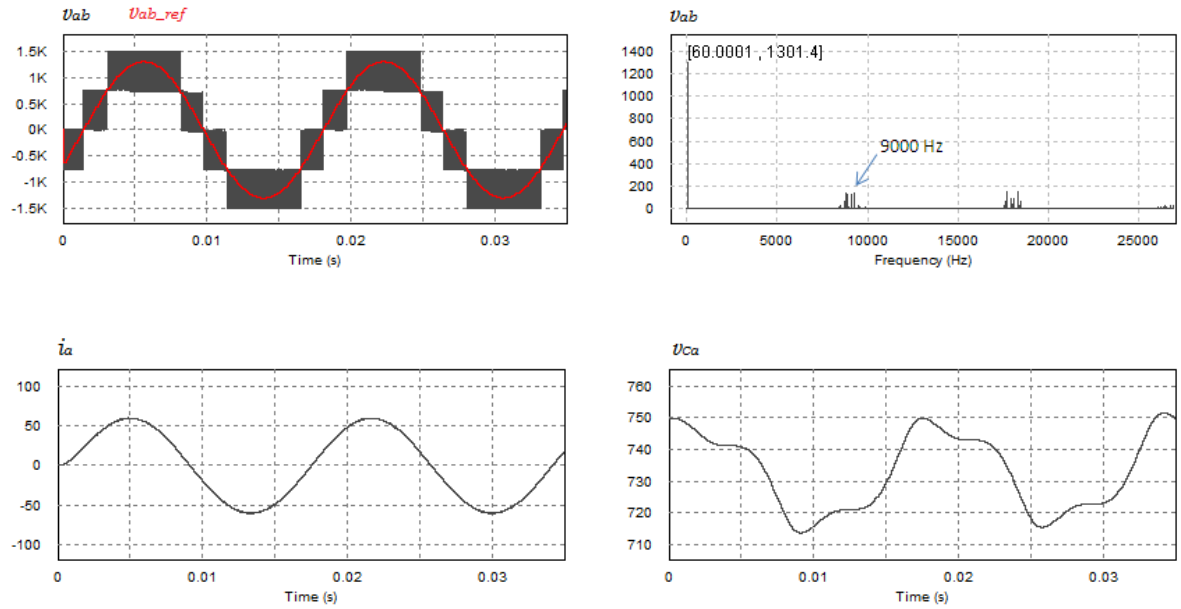 vab vab_ref
1.5K
1K
0.5K
0K
-0.5K
-1K
-1.5K
0 0.01 0.02 0.03
Time (s)
vab
[60.0001 , 1301.4]
1400
1200
1000
800
600
400
200
0
9000 Hz
0 5000 10000 15000 20000 25000
Frequency (Hz)
ia
100
50
0
-50
-100
0 0.01 0.02 0.03
Time (s)
vca
760
750
740
730
720
710
0 0.01 0.02 0.03
Time (s)